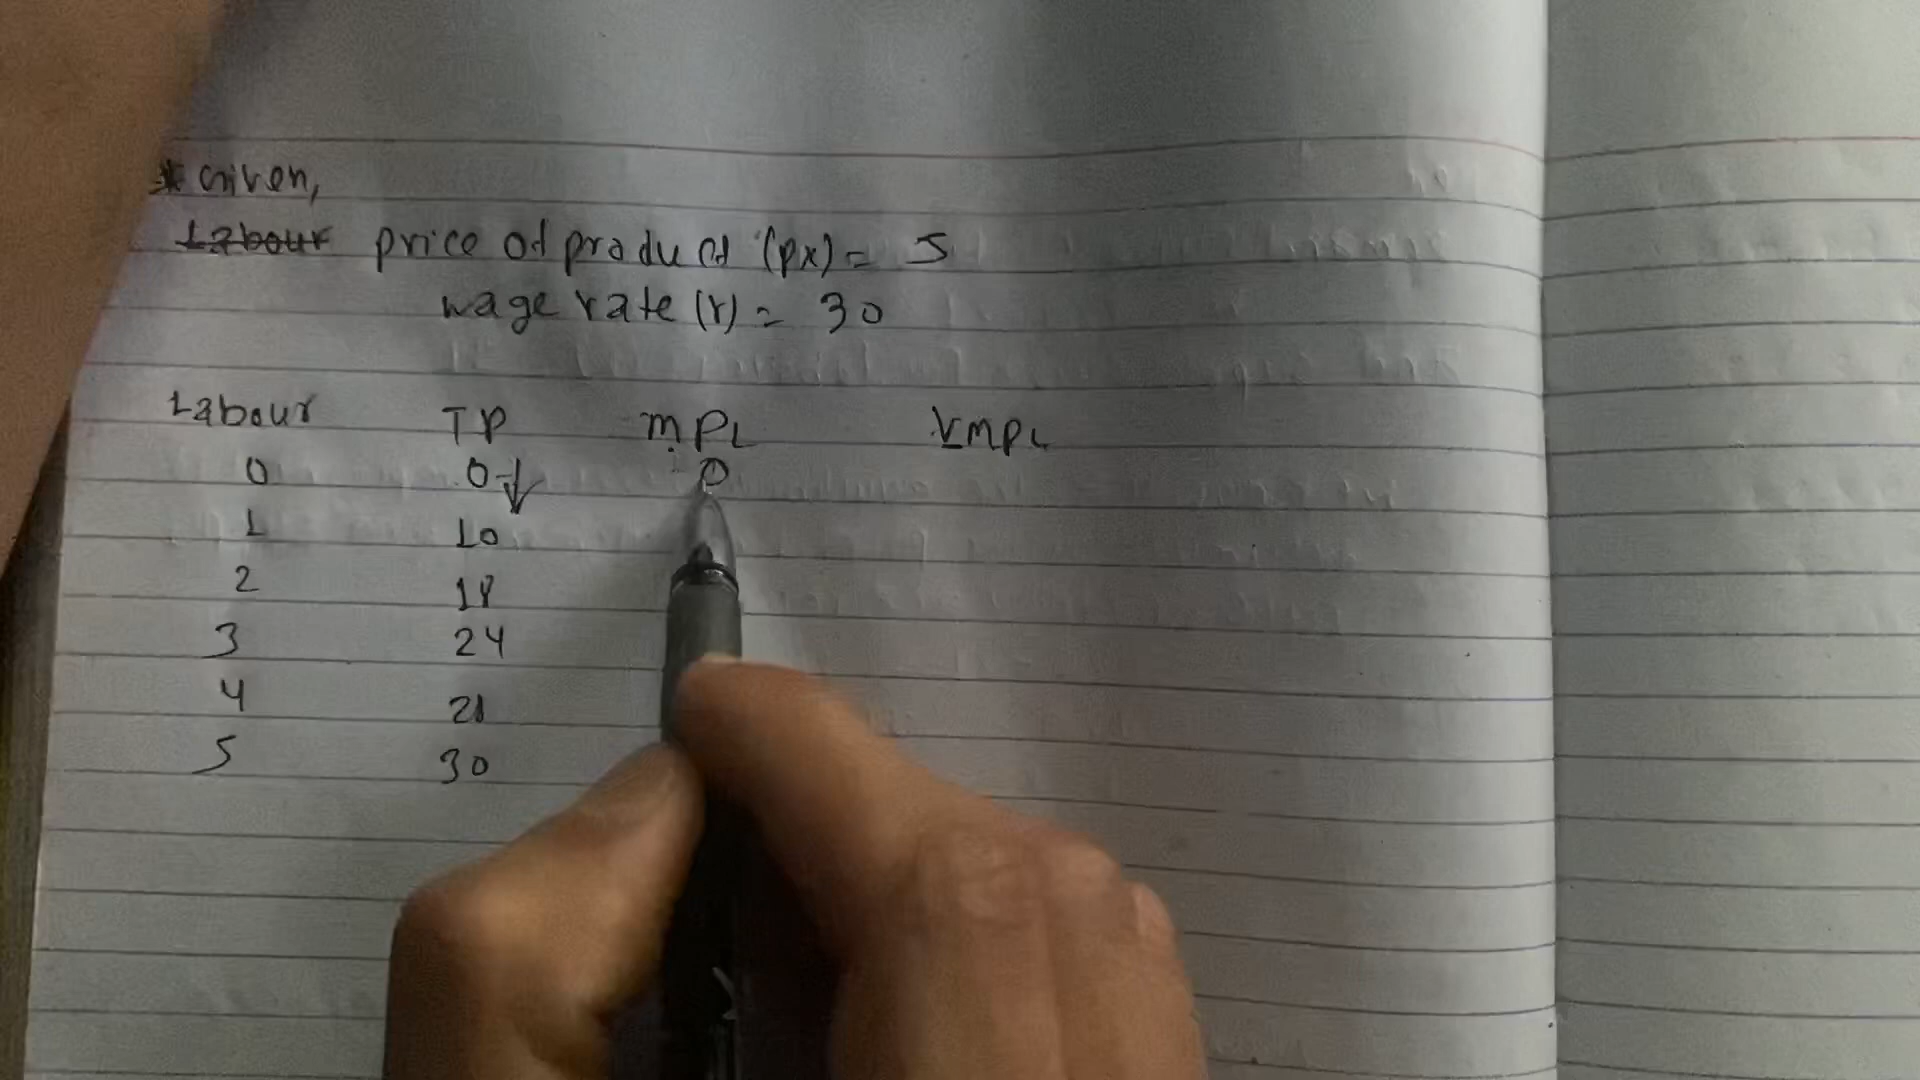 * Given,
Labour price of product (px) = 5
wage rate (r) = 30
Labour TP MPL VMPL
0 0 0
1 10
2 18
3 24
4 28
5 30